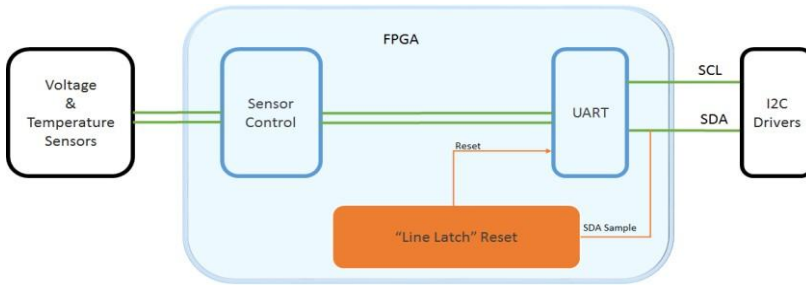 FPGA
Voltage
&
Temperature
Sensors
Sensor
Control
UART
SCL
SDA
I2C
Drivers
Reset
"Line Latch" Reset
SDA Sample